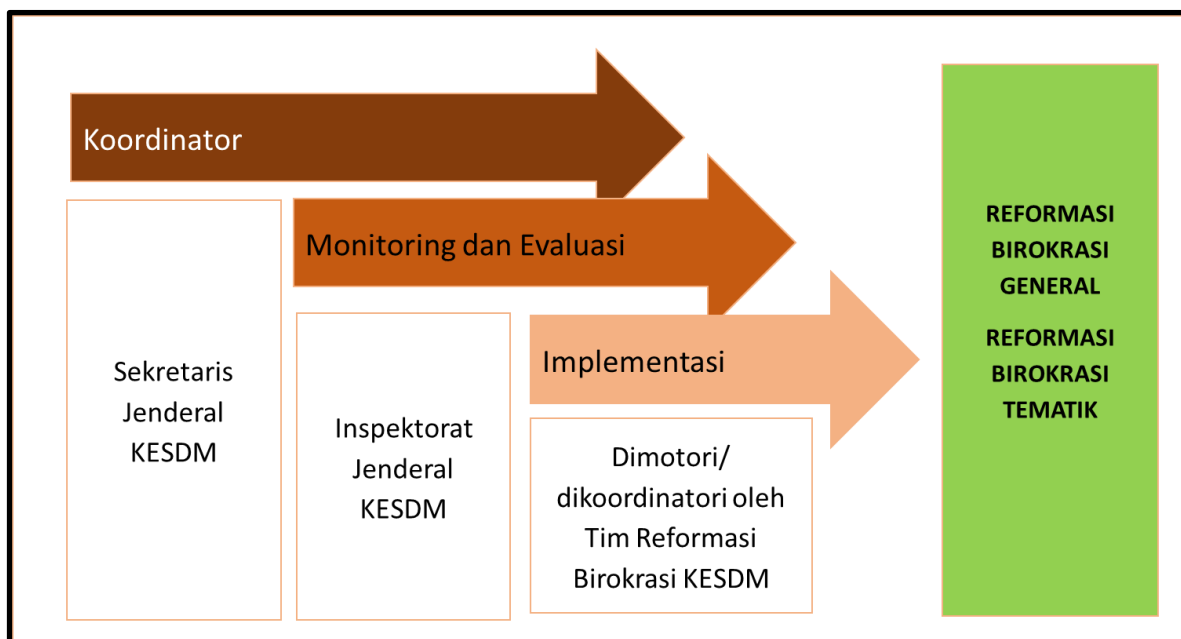 Koordinator
Sekretaris
Jenderal
KESDM
Monitoring dan Evaluasi
Inspektorat
Jenderal
KESDM
Implementasi
Dimotori/
dikoordinatori oleh
Tim Reformasi
Birokrasi KESDM
REFORMASI
BIROKRASI
GENERAL
REFORMASI
BIROKRASI
TEMATIK